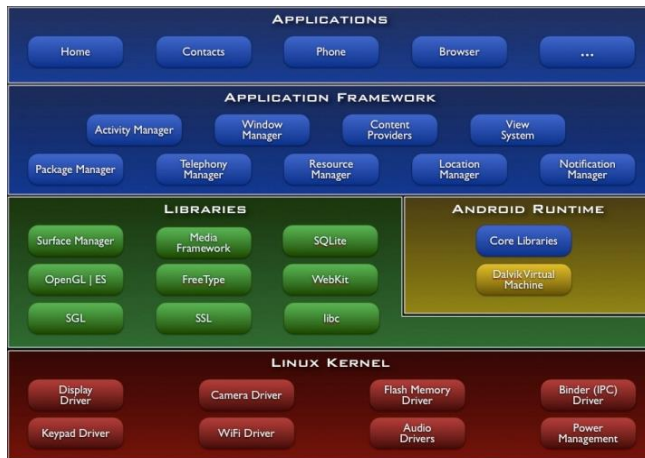 APPLICATIONS
Home
Contacts
Phone
Browser
...
APPLICATION FRAMEWORK
Activity Manager
Window
Manager
Content
Providers
View
System
Package Manager
Telephony
Manager
Resource
Manager
Location
Manager
Notification
Manager
LIBRARIES
Surface Manager
Media
Framework
SQLite
OpenGL | ES
FreeType
WebKit
SGL
SSL
libc
ANDROID RUNTIME
Core Libraries
Dalvik Virtual
Machine
LINUX KERNEL
Display
Driver
Camera Driver
Flash Memory
Driver
Binder (IPC)
Driver
Keypad Driver
WiFi Driver
Audio
Drivers
Power
Management